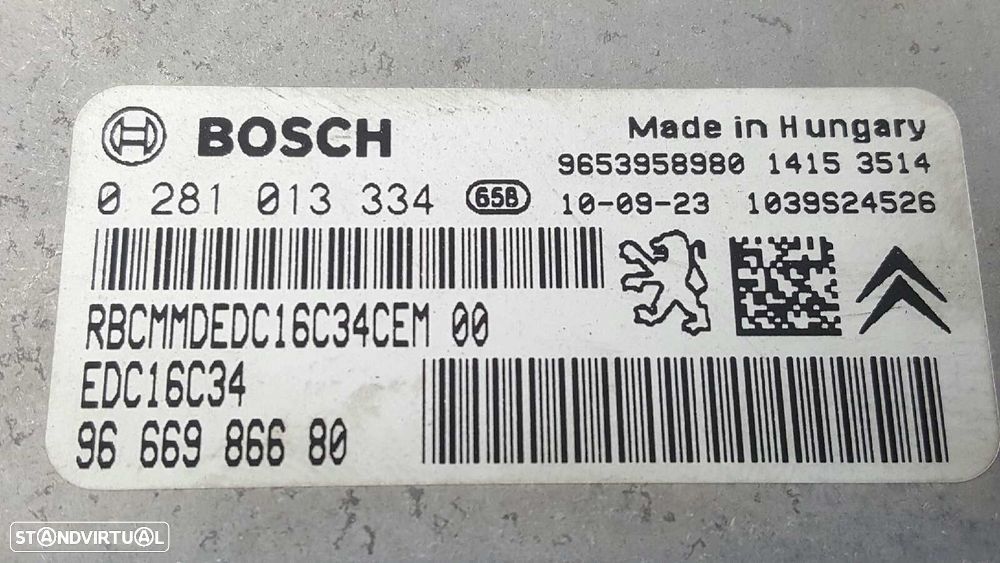 BOSCH
Made in Hungary
9653958980 1415 3514
0 281 013 334 65B 10-09-23 1039S24526
RBCMMDEDC16C34CEM 00
EDC16C34
96 669 866 80
STANDVIRTUAL